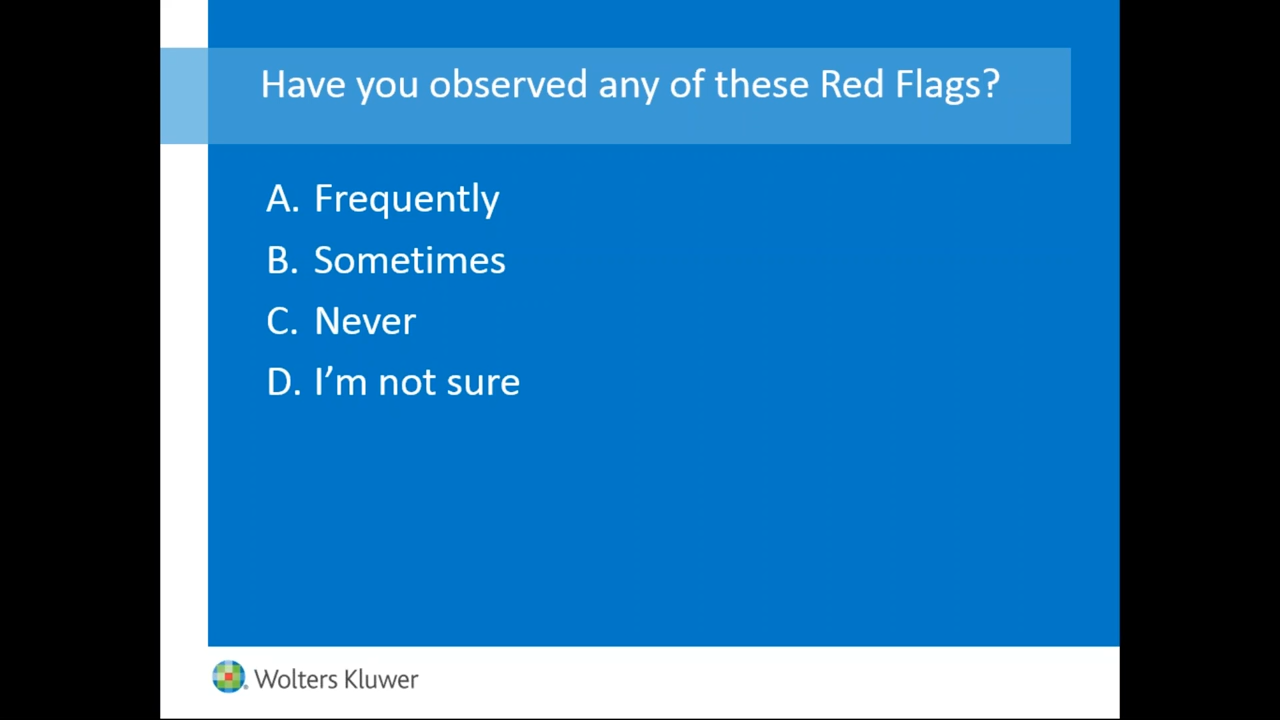 Have you observed any of these Red Flags?
A. Frequently
B. Sometimes
C. Never
D. I’m not sure
Wolters Kluwer